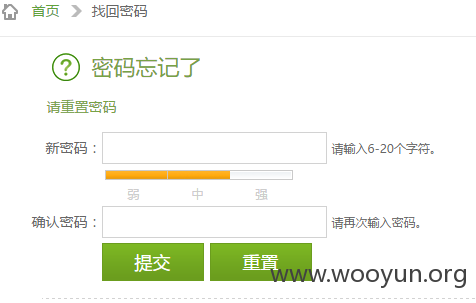 首页 找回密码
? 密码忘记了
请重置密码
新密码： 请输入6-20个字符。
弱 中 强
确认密码： 请再次输入密码。
提交 重置
www.wooyun.org